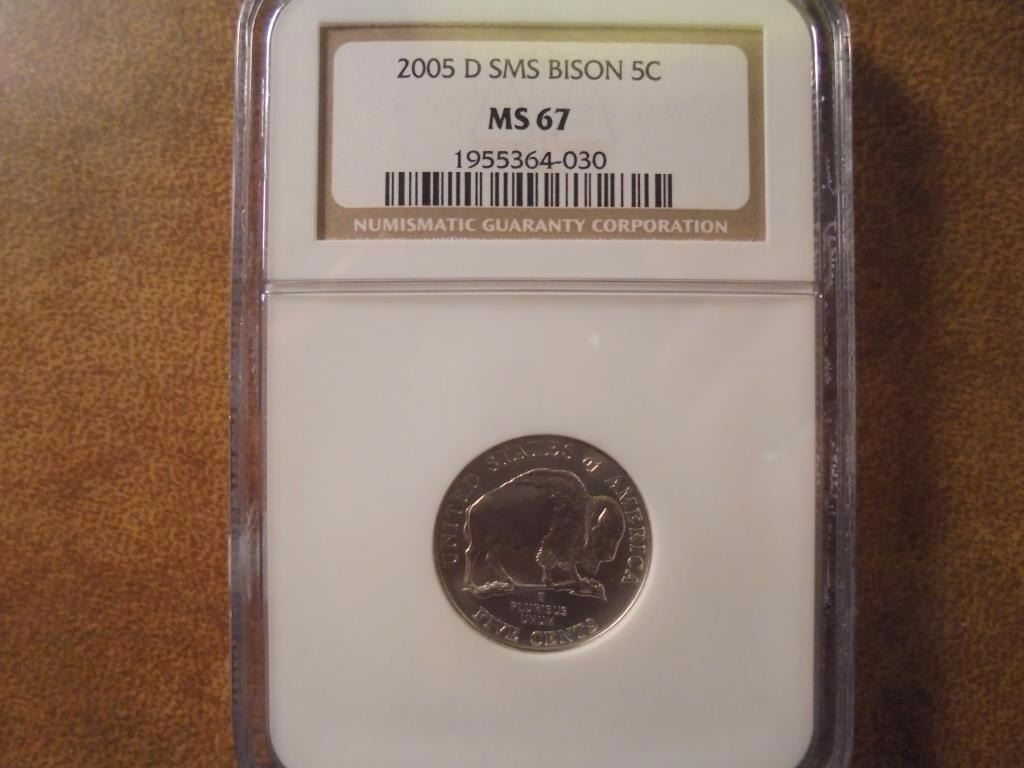 2005 D SMS BISON 5C
MS 67
1955364-030
NUMISMATIC GUARANTY CORPORATION
UNITED STATES of AMERICA
E
PLURIBUS
UNUM
FIVE CENTS